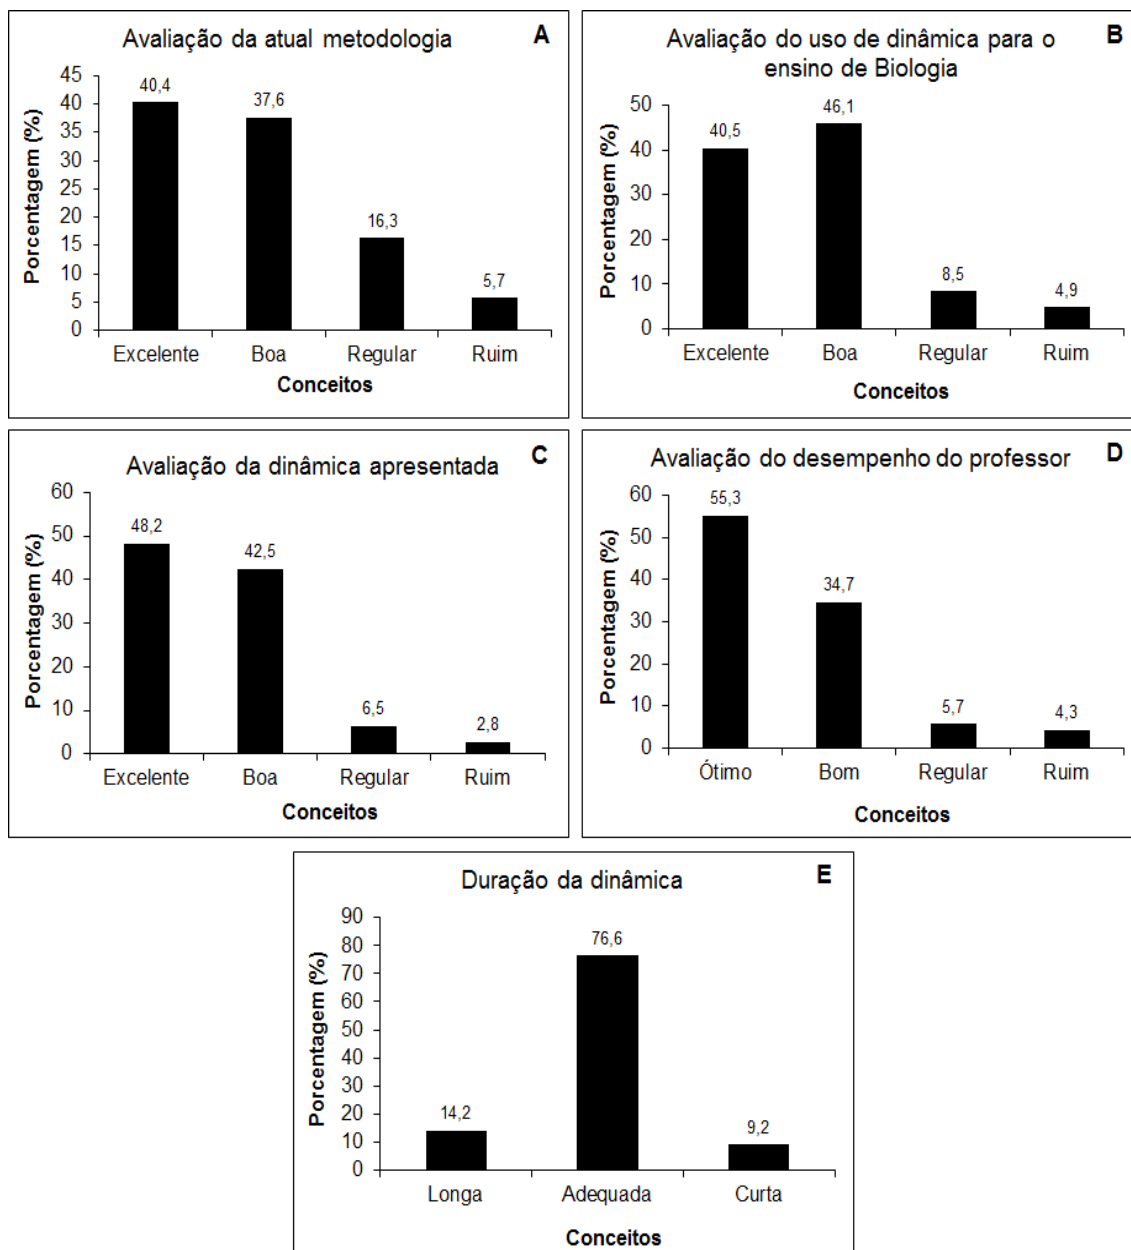 Avaliação da atual metodologia
A
Porcentagem (%)
45
40
35
30
25
20
15
10
5
0
40,4
37,6
16,3
5,7
Excelente
Boa
Regular
Ruim
Conceitos
Avaliação do uso de dinâmica para o
ensino de Biologia
B
Porcentagem (%)
50
40
30
20
10
0
40,5
46,1
8,5
4,9
Excelente
Boa
Regular
Ruim
Conceitos
Avaliação da dinâmica apresentada
C
Porcentagem (%)
60
50
40
30
20
10
0
48,2
42,5
6,5
2,8
Excelente
Boa
Regular
Ruim
Conceitos
Avaliação do desempenho do professor
D
Porcentagem (%)
60
50
40
30
20
10
0
55,3
34,7
5,7
4,3
Ótimo
Bom
Regular
Ruim
Conceitos
Duração da dinâmica
E
Porcentagem (%)
90
80
70
60
50
40
30
20
10
0
14,2
76,6
9,2
Longa
Adequada
Curta
Conceitos